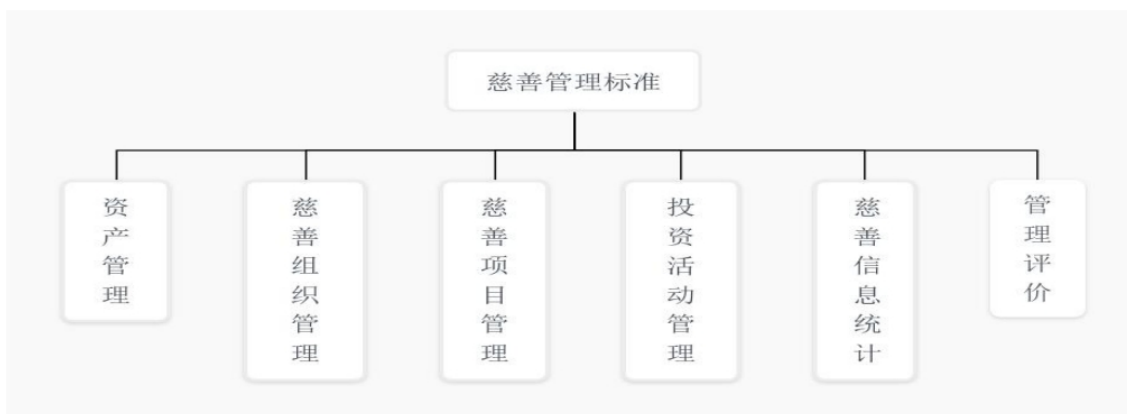 慈善管理标准
资产管理
慈善组织管理
慈善项目管理
投资活动管理
慈善信息统计
管理评价